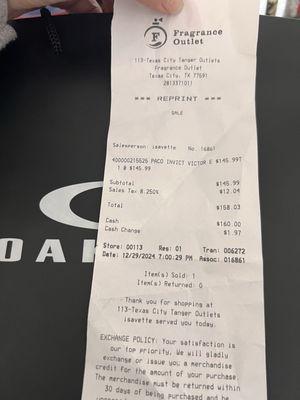 Fragrance
Outlet
113-Texas City Tanger Outlets
Fragrance Outlet
Texas City, TX 77591
2813371011
*** REPRINT ***
SALE
Salesperson: isavette No. 16861
400000215525 PACO INVICT VICTOR E $145.99T
1 @ $145.99
Subtotal $145.99
Sales Tax 8.250% $12.04
Total $158.03
Cash $160.00
Cash Change $1.97
Store: 00113 Res: 01 Tran: 006272
Date: 12/29/2024 7:00:29 PM Assoc: 016861
Item(s) Sold: 1
Item(s) Returned: 0
Thank you for shopping at
113-Texas City Tanger Outlets
isavette served you today.
EXCHANGE POLICY: Your satisfaction is
our top priority. We will gladly
exchange or issue you a merchandise
credit for the amount of your purchase
The merchandise must be returned within
30 days of being purchased and be
OAK